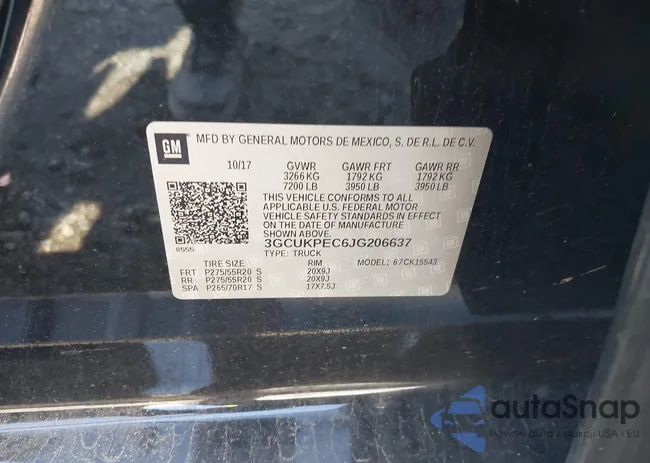 GM
MFD BY GENERAL MOTORS DE MEXICO, S. DE R.L. DE C.V.
10/17 GVWR GAWR FRT GAWR RR
3266 KG 1792 KG 1792 KG
7200 LB 3950 LB 3950 LB
THIS VEHICLE CONFORMS TO ALL
APPLICABLE U.S. FEDERAL MOTOR
VEHICLE SAFETY STANDARDS IN EFFECT
ON THE DATE OF MANUFACTURE
SHOWN ABOVE.
3GCUKPEC6JG206637
TYPE: TRUCK MODEL: 67CK15543
TIRE SIZE RIM
FRT P275/55R20 S 20X9J
RR P275/55R20 S 20X9J
SPA P265/70R17 S 17X7.5J
autoSnap
USA i EU